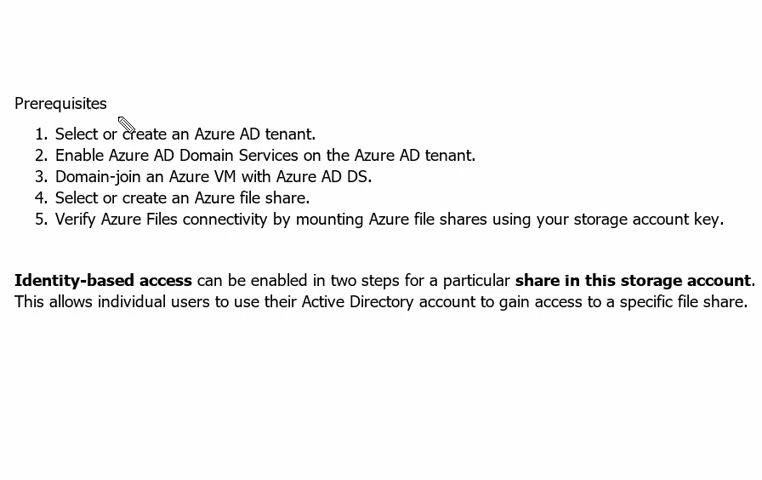 Prerequisites
1. Select or create an Azure AD tenant.
2. Enable Azure AD Domain Services on the Azure AD tenant.
3. Domain-join an Azure VM with Azure AD DS.
4. Select or create an Azure file share.
5. Verify Azure Files connectivity by mounting Azure file shares using your storage account key.
Identity-based access can be enabled in two steps for a particular share in this storage account.
This allows individual users to use their Active Directory account to gain access to a specific file share.